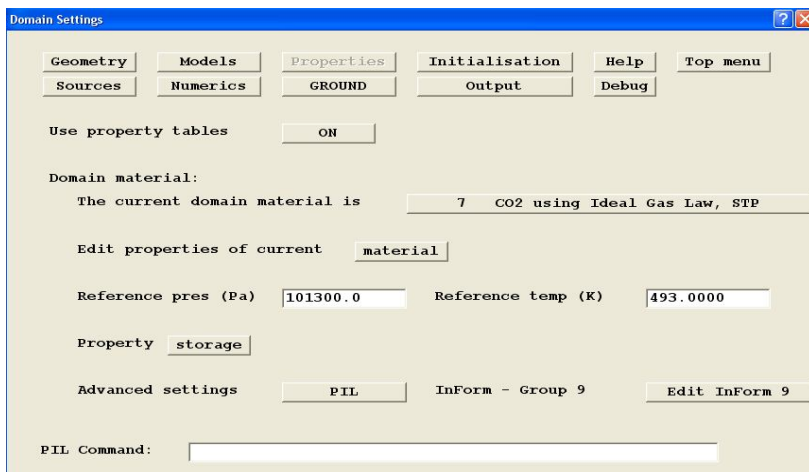 Domain Settings
Geometry Models Properties Initialisation Help Top menu
Sources Numerics GROUND Output Debug
Use property tables ON
Domain material:
The current domain material is 7 CO2 using Ideal Gas Law, STP
Edit properties of current material
Reference pres (Pa) 101300.0 Reference temp (K) 493.0000
Property storage
Advanced settings PIL InForm - Group 9 Edit InForm 9
PIL Command: